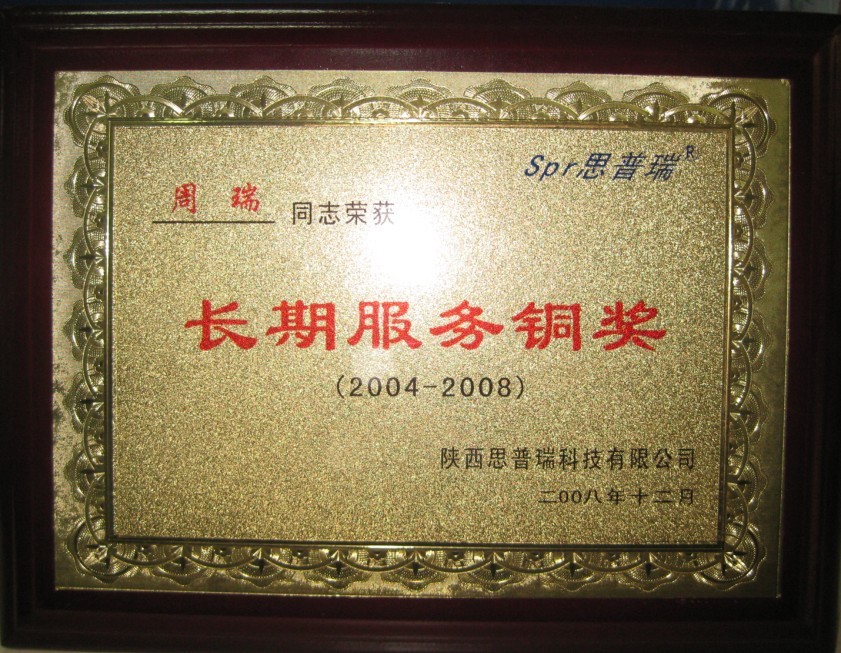 Spr思普瑞R
周瑞 同志荣获
长期服务铜奖
(2004-2008)
陕西思普瑞科技有限公司
二00八年十二月